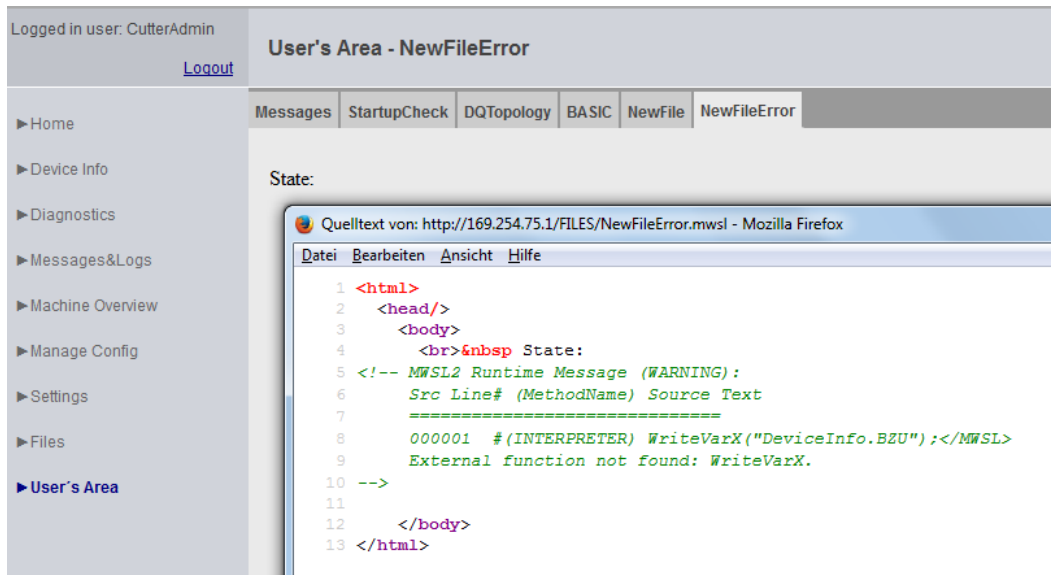 Logged in user: CutterAdmin
Logout
User's Area - NewFileError
Messages StartupCheck DQTopology BASIC NewFile NewFileError
►Home
►Device Info
►Diagnostics
►Messages&Logs
►Machine Overview
►Manage Config
►Settings
►Files
►User´s Area
State:
Quelltext von: http://169.254.75.1/FILES/NewFileError.mwsl - Mozilla Firefox
Datei Bearbeiten Ansicht Hilfe
1 <html>
2 <head/>
3 <body>
4 <br>&nbsp State:
5 <!-- MWSL2 Runtime Message (WARNING):
6 Src Line# (MethodName) Source Text
7 ==============================
8 000001 #(INTERPRETER) WriteVarX("DeviceInfo.BZU");</MWSL>
9 External function not found: WriteVarX.
10 -->
11
12 </body>
13 </html>